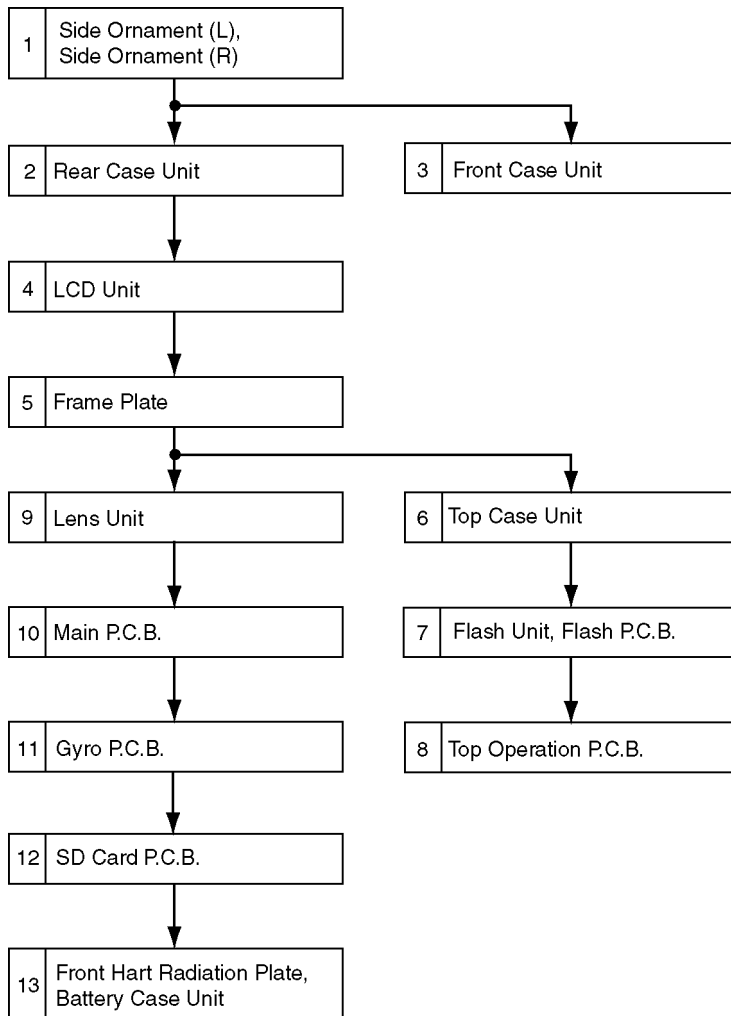 1 Side Ornament (L),
Side Ornament (R)
2 Rear Case Unit
3 Front Case Unit
4 LCD Unit
5 Frame Plate
9 Lens Unit
6 Top Case Unit
10 Main P.C.B.
7 Flash Unit, Flash P.C.B.
11 Gyro P.C.B.
8 Top Operation P.C.B.
12 SD Card P.C.B.
13 Front Hart Radiation Plate,
Battery Case Unit